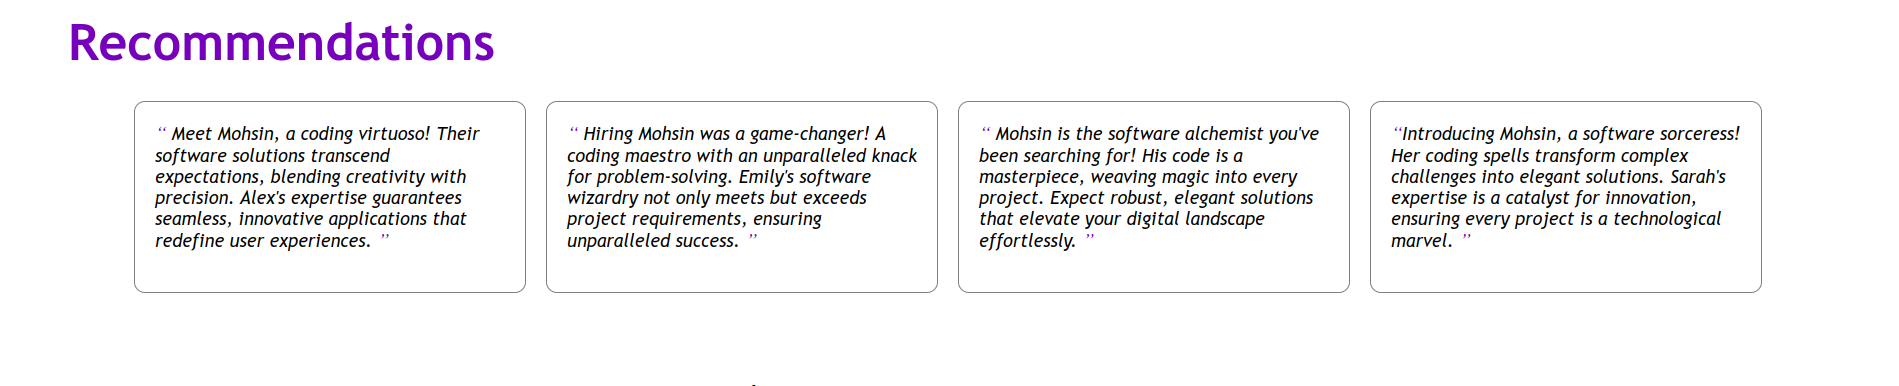 Recommendations
“ Meet Mohsin, a coding virtuoso! Their
software solutions transcend
expectations, blending creativity with
precision. Alex's expertise guarantees
seamless, innovative applications that
redefine user experiences. ”
“ Hiring Mohsin was a game-changer! A
coding maestro with an unparalleled knack
for problem-solving. Emily's software
wizardry not only meets but exceeds
project requirements, ensuring
unparalleled success. ”
“ Mohsin is the software alchemist you've
been searching for! His code is a
masterpiece, weaving magic into every
project. Expect robust, elegant solutions
that elevate your digital landscape
effortlessly. ”
“Introducing Mohsin, a software sorceress!
Her coding spells transform complex
challenges into elegant solutions. Sarah's
expertise is a catalyst for innovation,
ensuring every project is a technological
marvel. ”